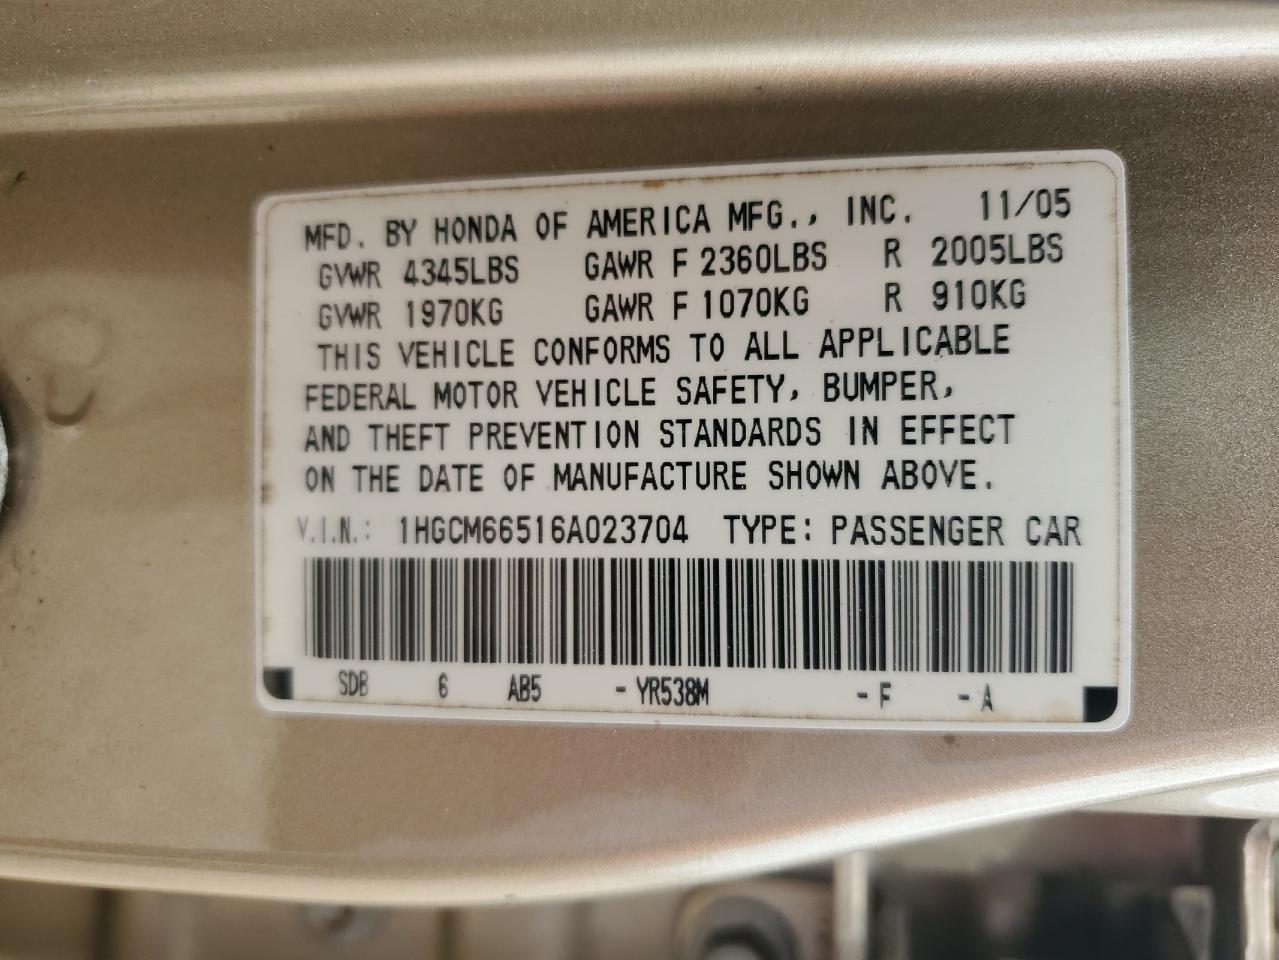 MFD. BY HONDA OF AMERICA MFG., INC. 11/05
GVWR 4345LBS GAWR F 2360LBS R 2005LBS
GVWR 1970KG GAWR F 1070KG R 910KG
THIS VEHICLE CONFORMS TO ALL APPLICABLE
FEDERAL MOTOR VEHICLE SAFETY, BUMPER,
AND THEFT PREVENTION STANDARDS IN EFFECT
ON THE DATE OF MANUFACTURE SHOWN ABOVE.
V.I.N.: 1HGCM66516A023704 TYPE: PASSENGER CAR
SDB 6 AB5 - YR538M - F - A